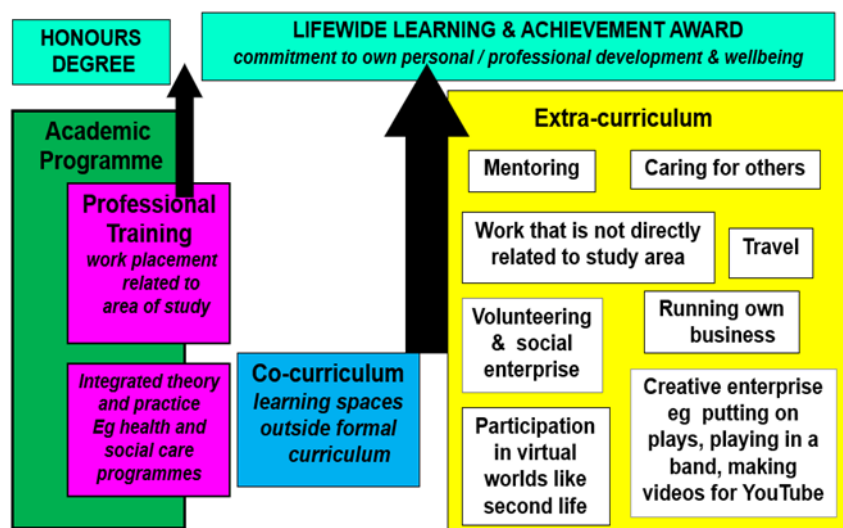 HONOURS
DEGREE
LIFEWIDE LEARNING & ACHIEVEMENT AWARD
commitment to own personal / professional development & wellbeing
Academic
Programme
Professional
Training
work placement
related to
area of study
Integrated theory
and practice
Eg health and
social care
programmes
Co-curriculum
learning spaces
outside formal
curriculum
Extra-curriculum
Mentoring
Caring for others
Work that is not directly
related to study area
Travel
Volunteering
& social
enterprise
Running own
business
Participation
in virtual
worlds like
second life
Creative enterprise
eg putting on
plays, playing in a
band, making
videos for YouTube